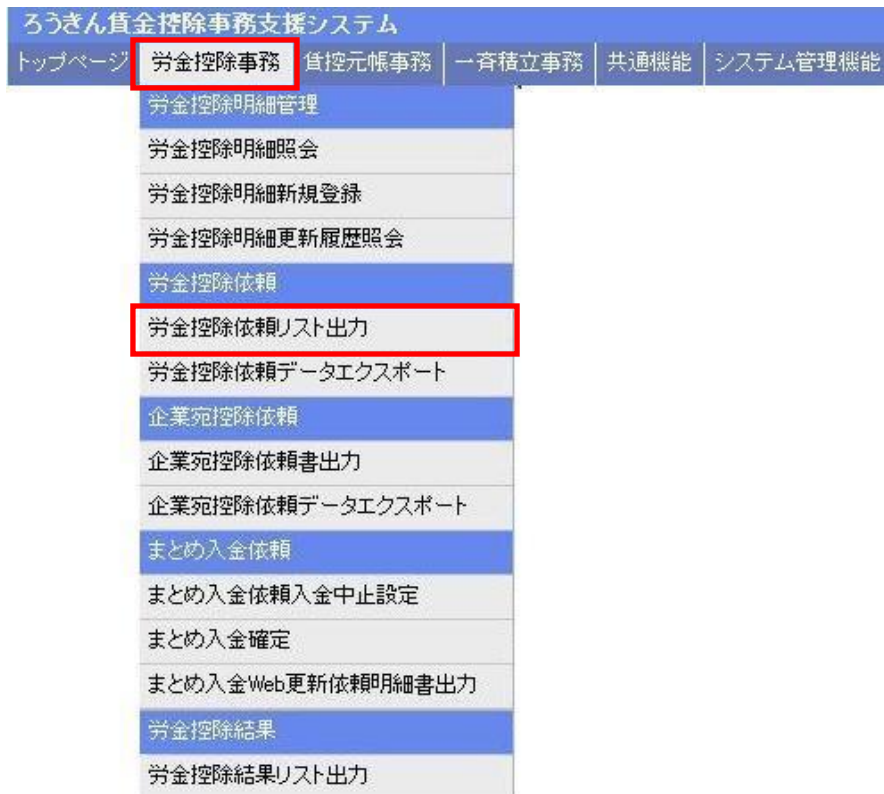 ろうきん賃金控除事務支援システム
トップページ 労金控除事務 賃控元帳事務 一斉積立事務 共通機能 システム管理機能
労金控除明細管理
労金控除明細照会
労金控除明細新規登録
労金控除明細更新履歴照会
労金控除依頼
労金控除依頼リスト出力
労金控除依頼データエクスポート
企業宛控除依頼
企業宛控除依頼書出力
企業宛控除依頼データエクスポート
まとめ入金依頼
まとめ入金依頼入金中止設定
まとめ入金確定
まとめ入金Web更新依頼明細書出力
労金控除結果
労金控除結果リスト出力